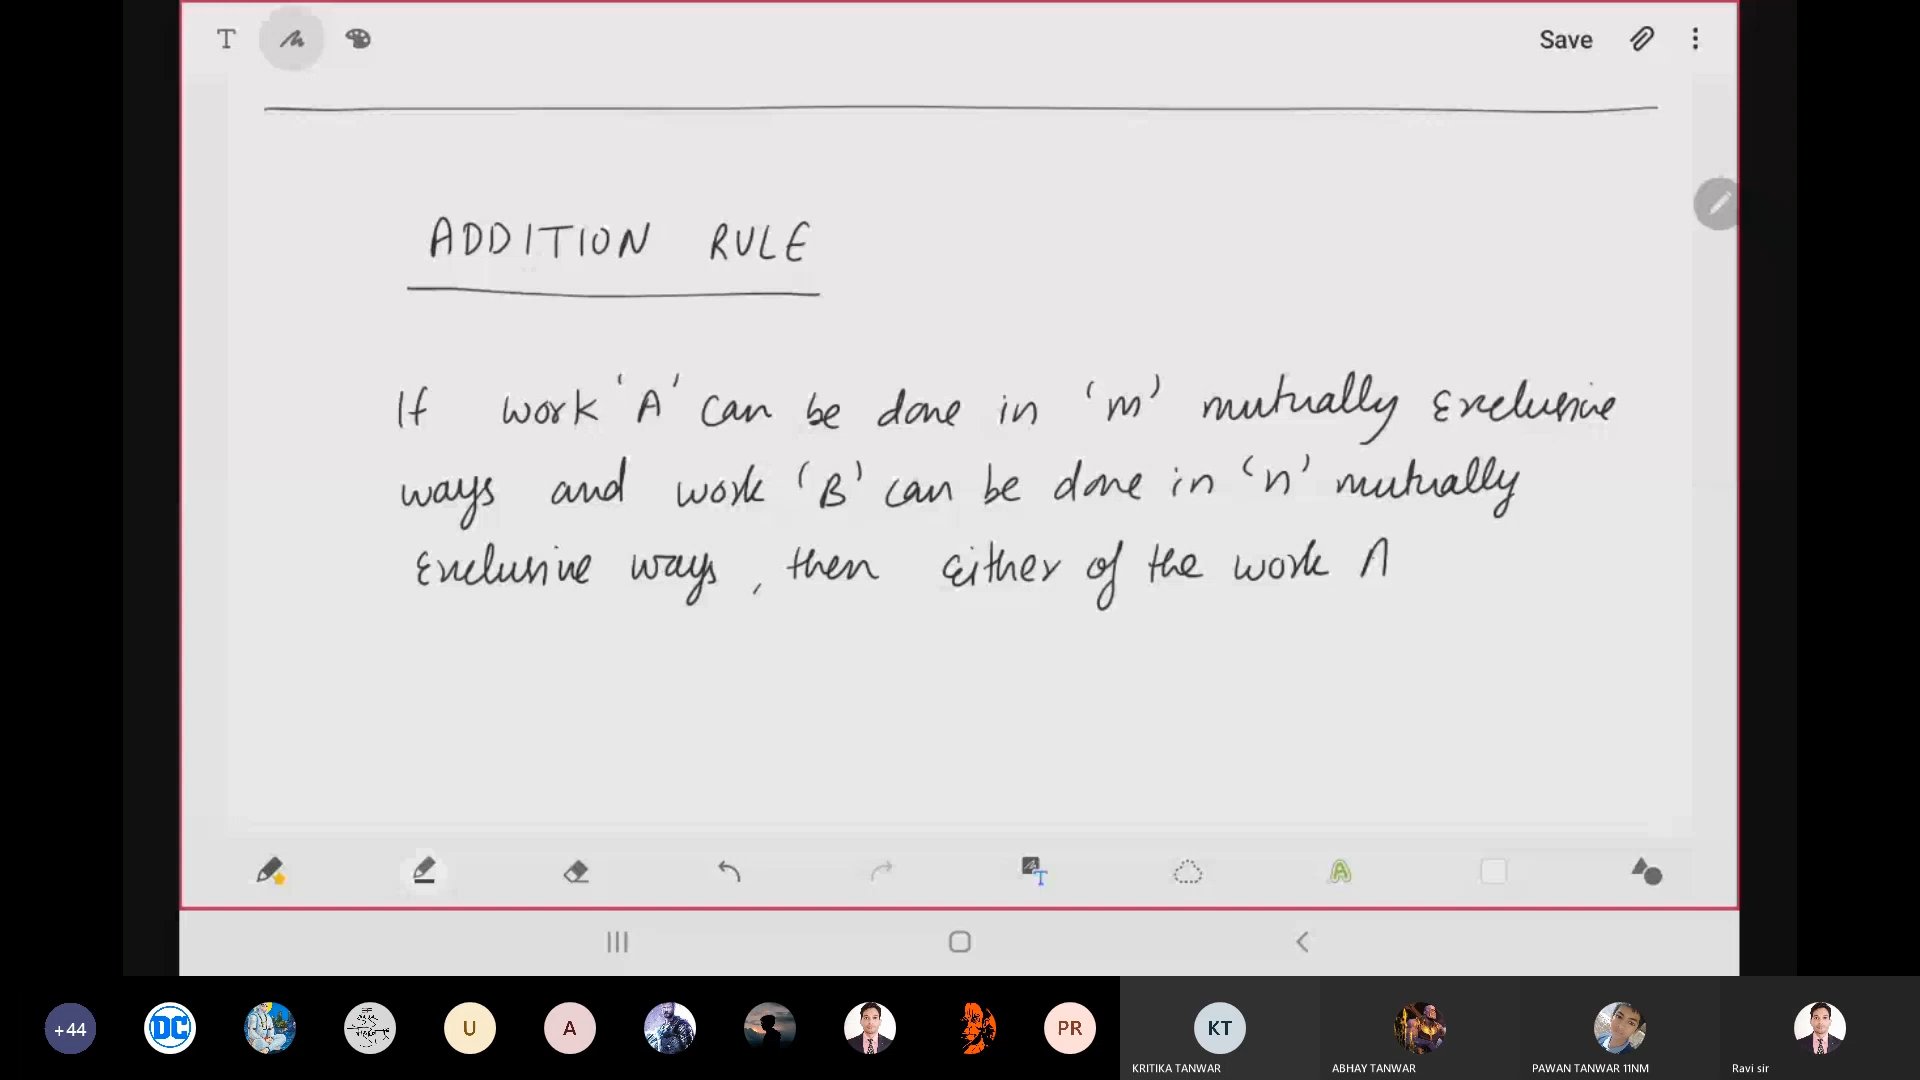 T
Save
ADDITION RULE
If work 'A' can be done in 'm' mutually exclusive
ways and work 'B' can be done in 'n' mutually
exclusive ways, then either of the work A
T
A
+44
DC
U
A
PR
KT
KRITIKA TANWAR
ABHAY TANWAR
PAWAN TANWAR 11NM
Ravi sir